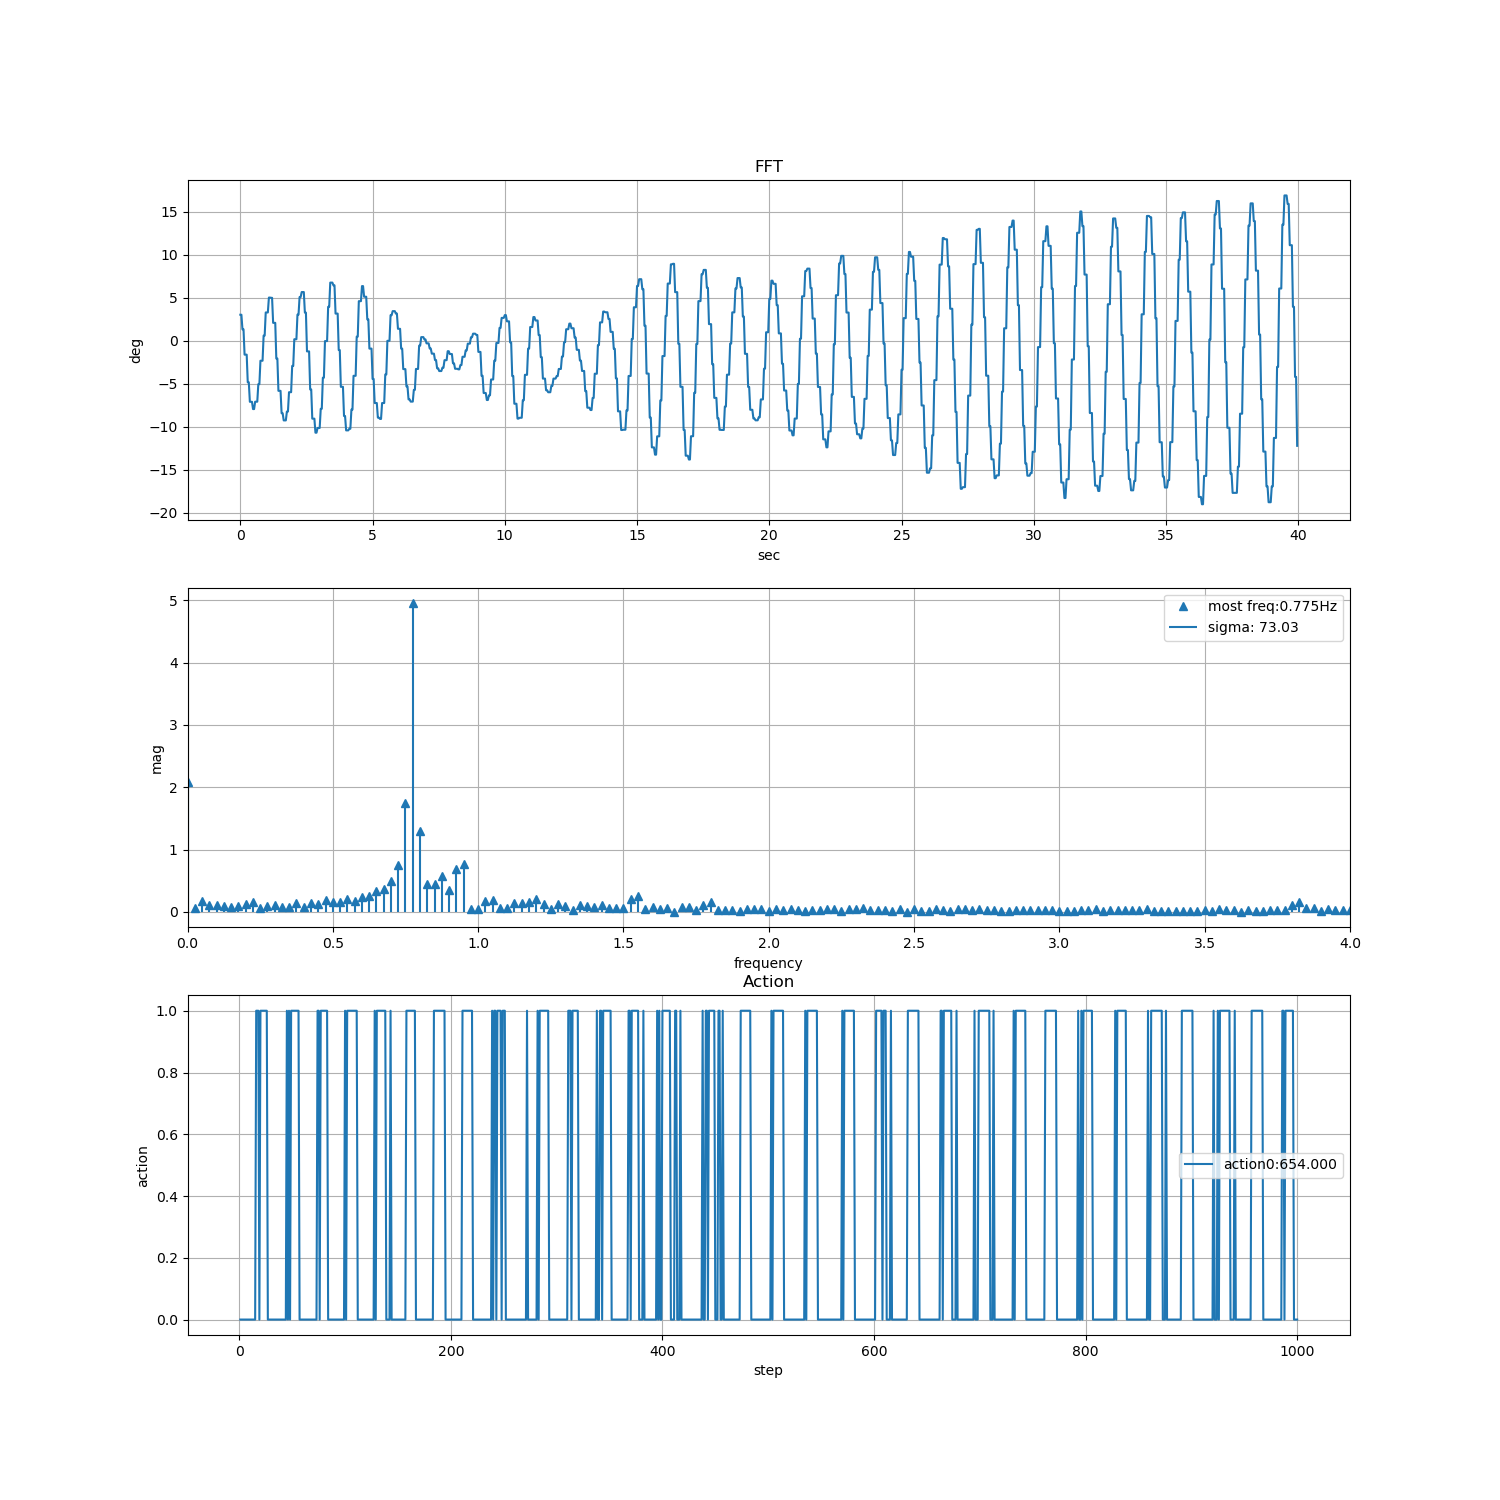 FFT
15
10
5
0
−5
−10
−15
−20
deg
0 5 10 15 20 25 30 35 40
sec
5
4
3
2
1
0
mag
most freq:0.775Hz
sigma: 73.03
0.0 0.5 1.0 1.5 2.0 2.5 3.0 3.5 4.0
frequency
Action
1.0
0.8
0.6
0.4
0.2
0.0
action
action0:654.000
0 200 400 600 800 1000
step